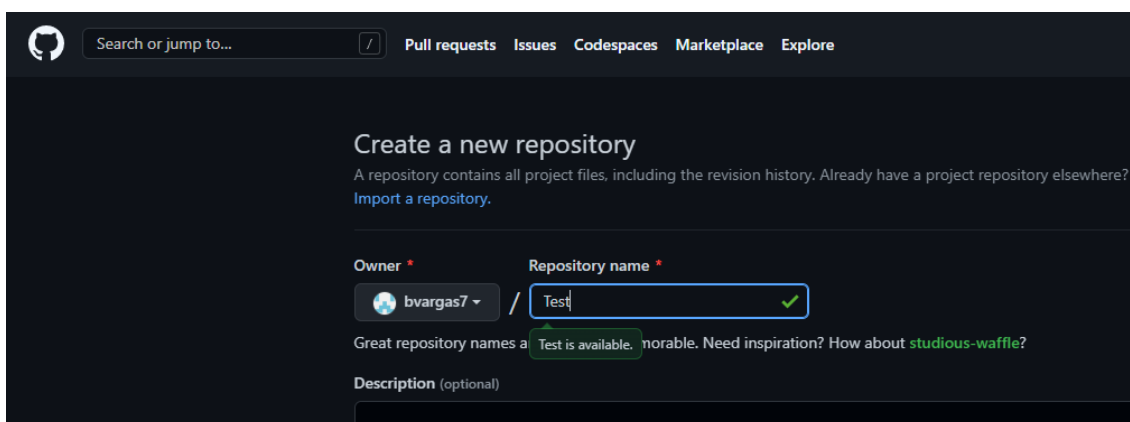 Search or jump to... /
Pull requests Issues Codespaces Marketplace Explore
Create a new repository
A repository contains all project files, including the revision history. Already have a project repository elsewhere?
Import a repository.
Owner * Repository name *
bvargas7 / Test
Great repository names a morable. Need inspiration? How about studious-waffle?
Test is available.
Description (optional)